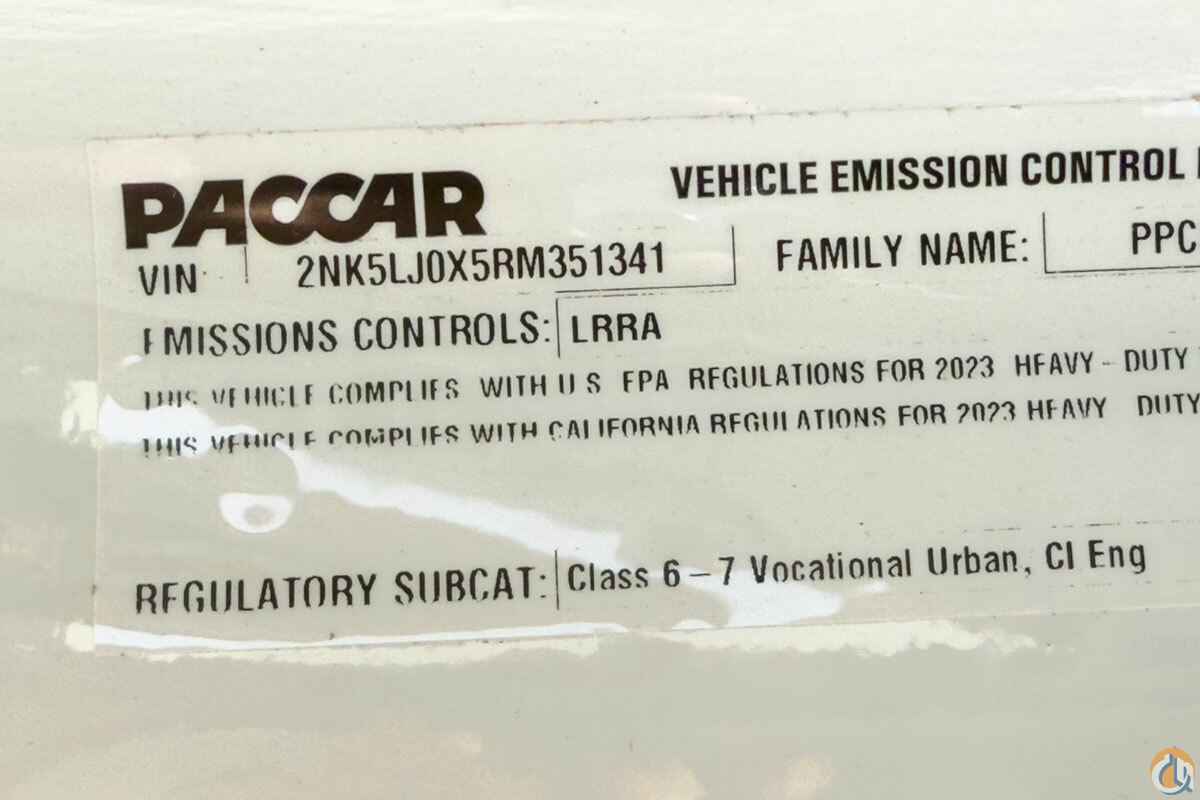 PACCAR
VEHICLE EMISSION CONTROL
VIN 2NK5LJ0X5RM351341
FAMILY NAME: PPC
EMISSIONS CONTROLS: LRRA
THIS VEHICLE COMPLIES WITH U S EPA REGULATIONS FOR 2023 HEAVY - DUTY
THIS VEHICLE COMPLIES WITH CALIFORNIA REGULATIONS FOR 2023 HEAVY DUTY
REGULATORY SUBCAT: Class 6 – 7 Vocational Urban, CI Eng